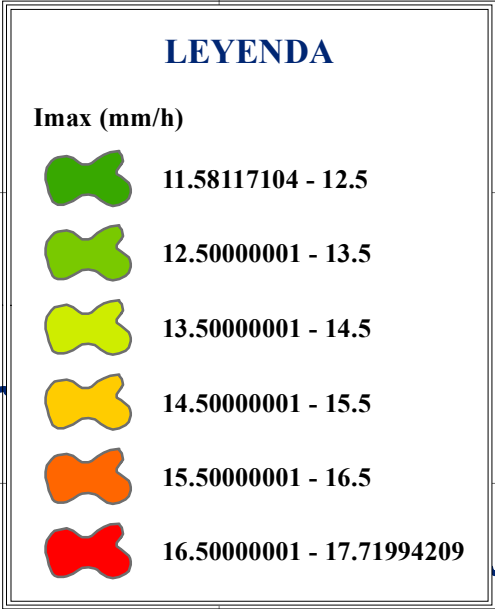 LEYENDA
Imax (mm/h)
11.58117104 - 12.5
12.50000001 - 13.5
13.50000001 - 14.5
14.50000001 - 15.5
15.50000001 - 16.5
16.50000001 - 17.71994209